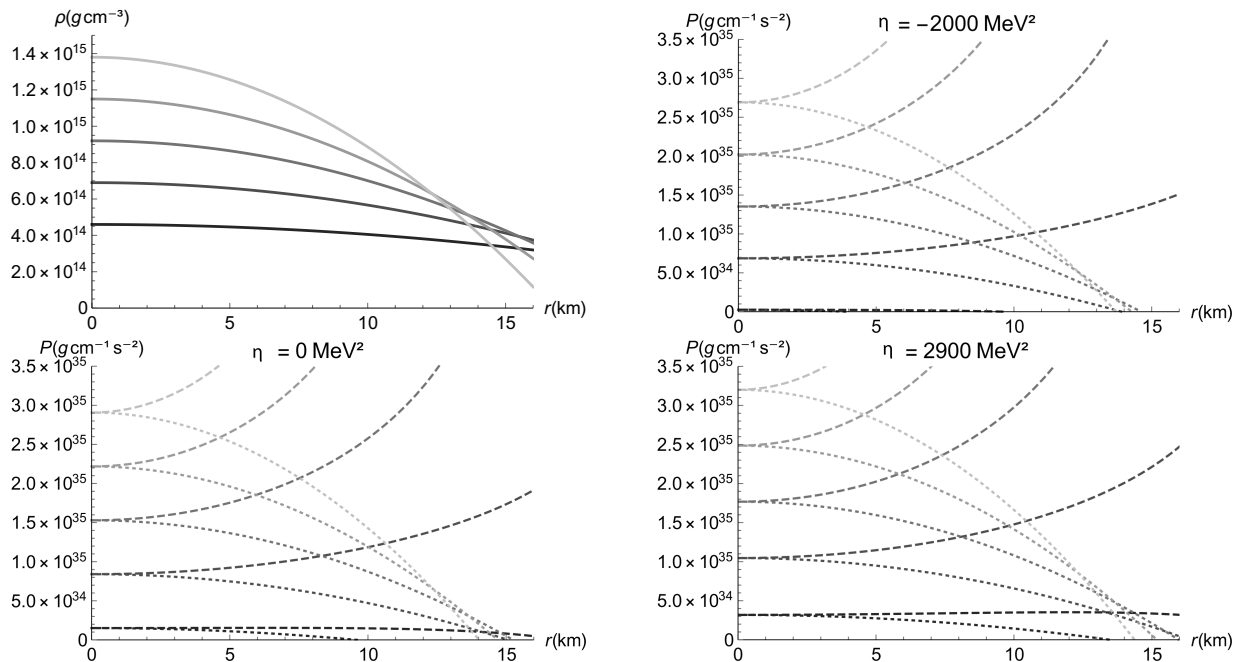 ρ(g cm⁻³)
1.4 × 10¹⁵
1.2 × 10¹⁵
1.0 × 10¹⁵
8.0 × 10¹⁴
6.0 × 10¹⁴
4.0 × 10¹⁴
2.0 × 10¹⁴
0
0 5 10 15
r(km)
P(g cm⁻¹ s⁻²)
η = −2000 MeV²
3.5 × 10³⁵
3.0 × 10³⁵
2.5 × 10³⁵
2.0 × 10³⁵
1.5 × 10³⁵
1.0 × 10³⁵
5.0 × 10³⁴
0
0 5 10 15
r(km)
P(g cm⁻¹ s⁻²)
η = 0 MeV²
3.5 × 10³⁵
3.0 × 10³⁵
2.5 × 10³⁵
2.0 × 10³⁵
1.5 × 10³⁵
1.0 × 10³⁵
5.0 × 10³⁴
0
0 5 10 15
r(km)
P(g cm⁻¹ s⁻²)
η = 2900 MeV²
3.5 × 10³⁵
3.0 × 10³⁵
2.5 × 10³⁵
2.0 × 10³⁵
1.5 × 10³⁵
1.0 × 10³⁵
5.0 × 10³⁴
0
0 5 10 15
r(km)